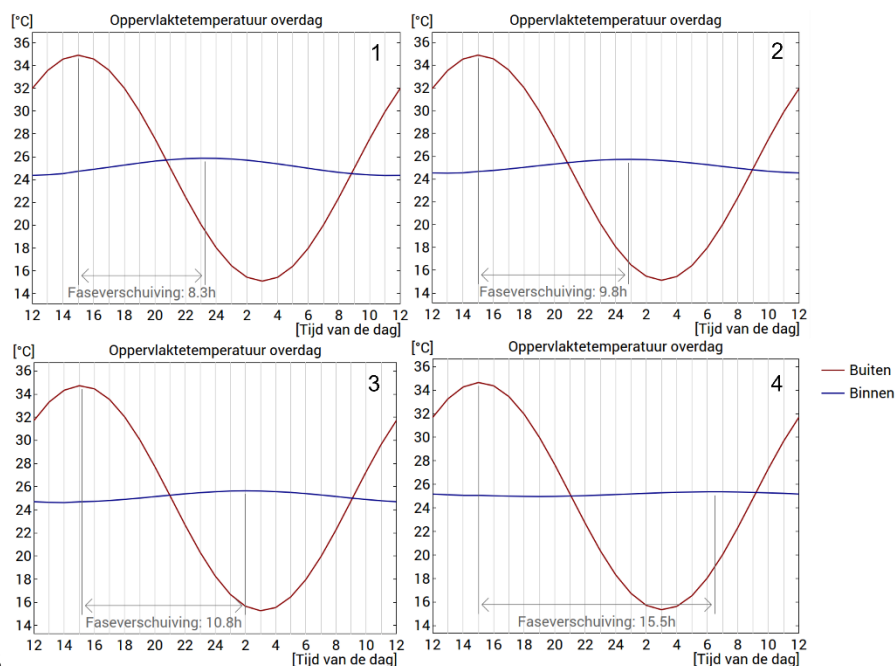 [°C] Oppervlaktetemperatuur overdag
1
36
34
32
30
28
26
24
22
20
18
16
14
Faseverschuiving: 8.3h
12 14 16 18 20 22 24 2 4 6 8 10 12
[Tijd van de dag]
[°C] Oppervlaktetemperatuur overdag
2
36
34
32
30
28
26
24
22
20
18
16
14
Faseverschuiving: 9.8h
12 14 16 18 20 22 24 2 4 6 8 10 12
[Tijd van de dag]
[°C] Oppervlaktetemperatuur overdag
3
36
34
32
30
28
26
24
22
20
18
16
14
Faseverschuiving: 10.8h
12 14 16 18 20 22 24 2 4 6 8 10 12
[Tijd van de dag]
[°C] Oppervlaktetemperatuur overdag
4
36
34
32
30
28
26
24
22
20
18
16
14
Faseverschuiving: 15.5h
12 14 16 18 20 22 24 2 4 6 8 10 12
[Tijd van de dag]
Buiten
Binnen